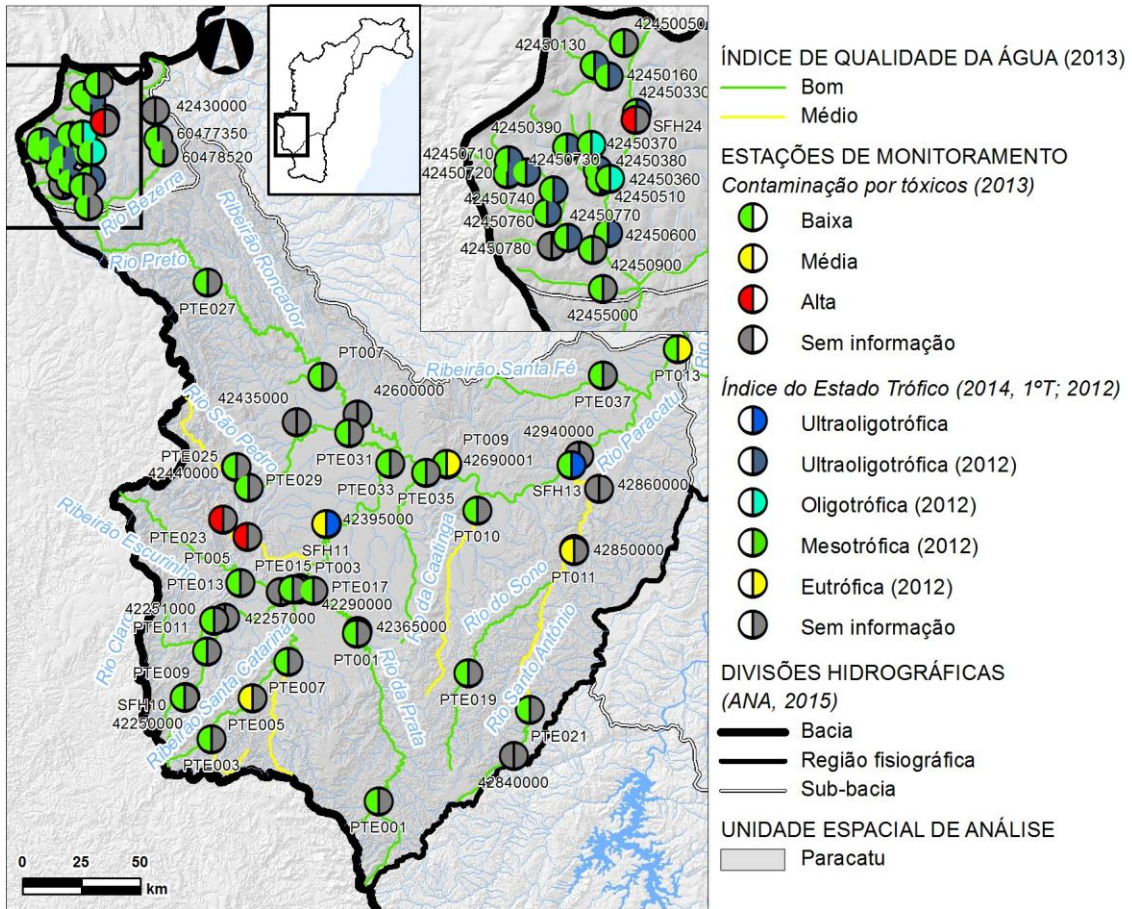 42430000
60477350
60478520
Rio Bezerra
Ribeirão Roncador
Rio Preto
PTE027
PT007
42600000
42435000
Rio São Pedro
PTE025
42440000
PTE029
PTE031
PTE033
PTE035
PT009
42690001
Ribeirão Santa Fé
PTE037
PT013
Rio
42940000
Rio Paracatu
SFH13
42860000
PT010
42850000
PT011
Rio da Catinga
Rio do Sono
Rio Santo Antônio
PTE023
PT005
42395000
SFH11
Ribeirão Escurinh
PTE013
PTE015
PT003
PTE017
42290000
42251000
PTE011
42257000
42365000
PT001
Rio da Prata
Rio Claro
PTE009
Ribeirão Santa Catarina
PTE007
SFH10
42250000
PTE005
PTE003
PTE001
PTE019
PTE021
42840000
0 25 50
km
42450050
42450130
42450160
42450330
SFH24
42450390
42450370
42450710
42450730
42450380
42450720
42450360
42450740
42450510
42450760
42450770
42450780
42450600
42450900
42455000
ÍNDICE DE QUALIDADE DA ÁGUA (2013)
Bom
Médio
ESTAÇÕES DE MONITORAMENTO
Contaminação por tóxicos (2013)
Baixa
Média
Alta
Sem informação
Índice do Estado Trófico (2014, 1ºT; 2012)
Ultraoligotrófica
Ultraoligotrófica (2012)
Oligotrófica (2012)
Mesotrófica (2012)
Eutrófica (2012)
Sem informação
DIVISÕES HIDROGRÁFICAS
(ANA, 2015)
Bacia
Região fisiográfica
Sub-bacia
UNIDADE ESPACIAL DE ANÁLISE
Paracatu